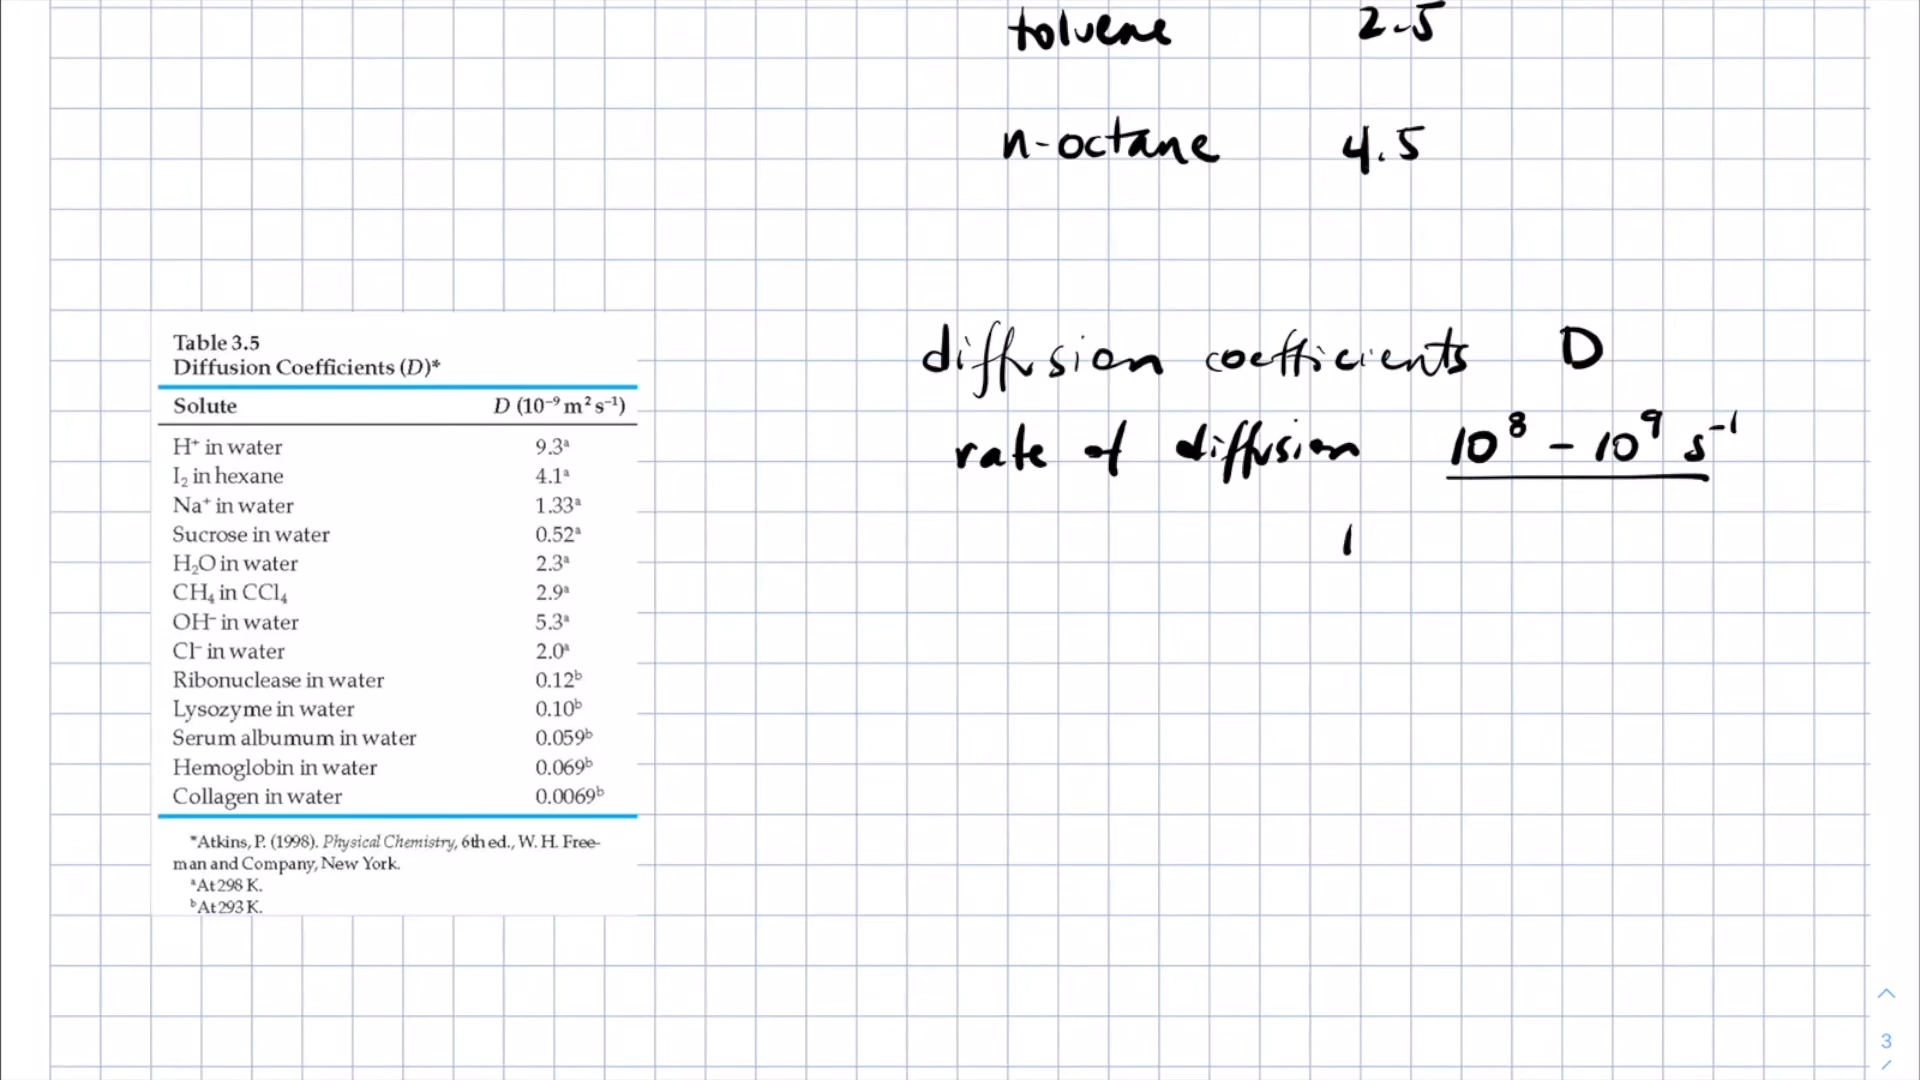 toluene 2.5
n-octane 4.5
Table 3.5
Diffusion Coefficients (D)*
Solute D (10⁻⁹ m² s⁻¹)
H⁺ in water 9.3ᵃ
I₂ in hexane 4.1ᵃ
Na⁺ in water 1.33ᵃ
Sucrose in water 0.52ᵃ
H₂O in water 2.3ᵃ
CH₄ in CCl₄ 2.9ᵃ
OH⁻ in water 5.3ᵃ
Cl⁻ in water 2.0ᵃ
Ribonuclease in water 0.12ᵇ
Lysozyme in water 0.10ᵇ
Serum albumum in water 0.059ᵇ
Hemoglobin in water 0.069ᵇ
Collagen in water 0.0069ᵇ
*Atkins, P. (1998). Physical Chemistry, 6th ed., W. H. Free-
man and Company, New York.
ᵃAt 298 K.
ᵇAt 293 K.
diffusion coefficients D
rate of diffusion 10⁸ – 10⁹ s⁻¹
1
3